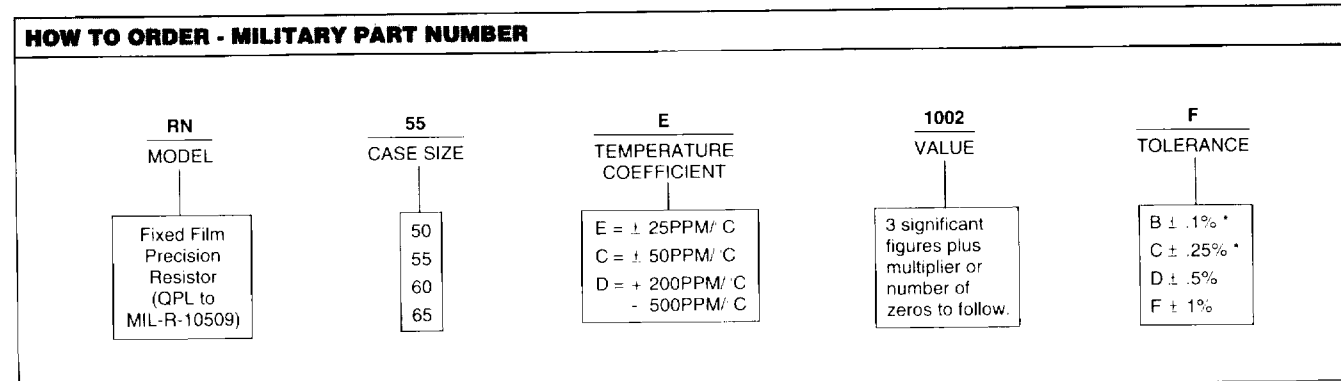 HOW TO ORDER - MILITARY PART NUMBER
RN
MODEL
Fixed Film
Precision
Resistor
(QPL to
MIL-R-10509)
55
CASE SIZE
50
55
60
65
E
TEMPERATURE
COEFFICIENT
E = ± 25PPM/°C
C = ± 50PPM/°C
D = + 200PPM/°C
- 500PPM/°C
1002
VALUE
3 significant
figures plus
multiplier or
number of
zeros to follow.
F
TOLERANCE
B ± .1% *
C ± .25% *
D ± .5%
F ± 1%